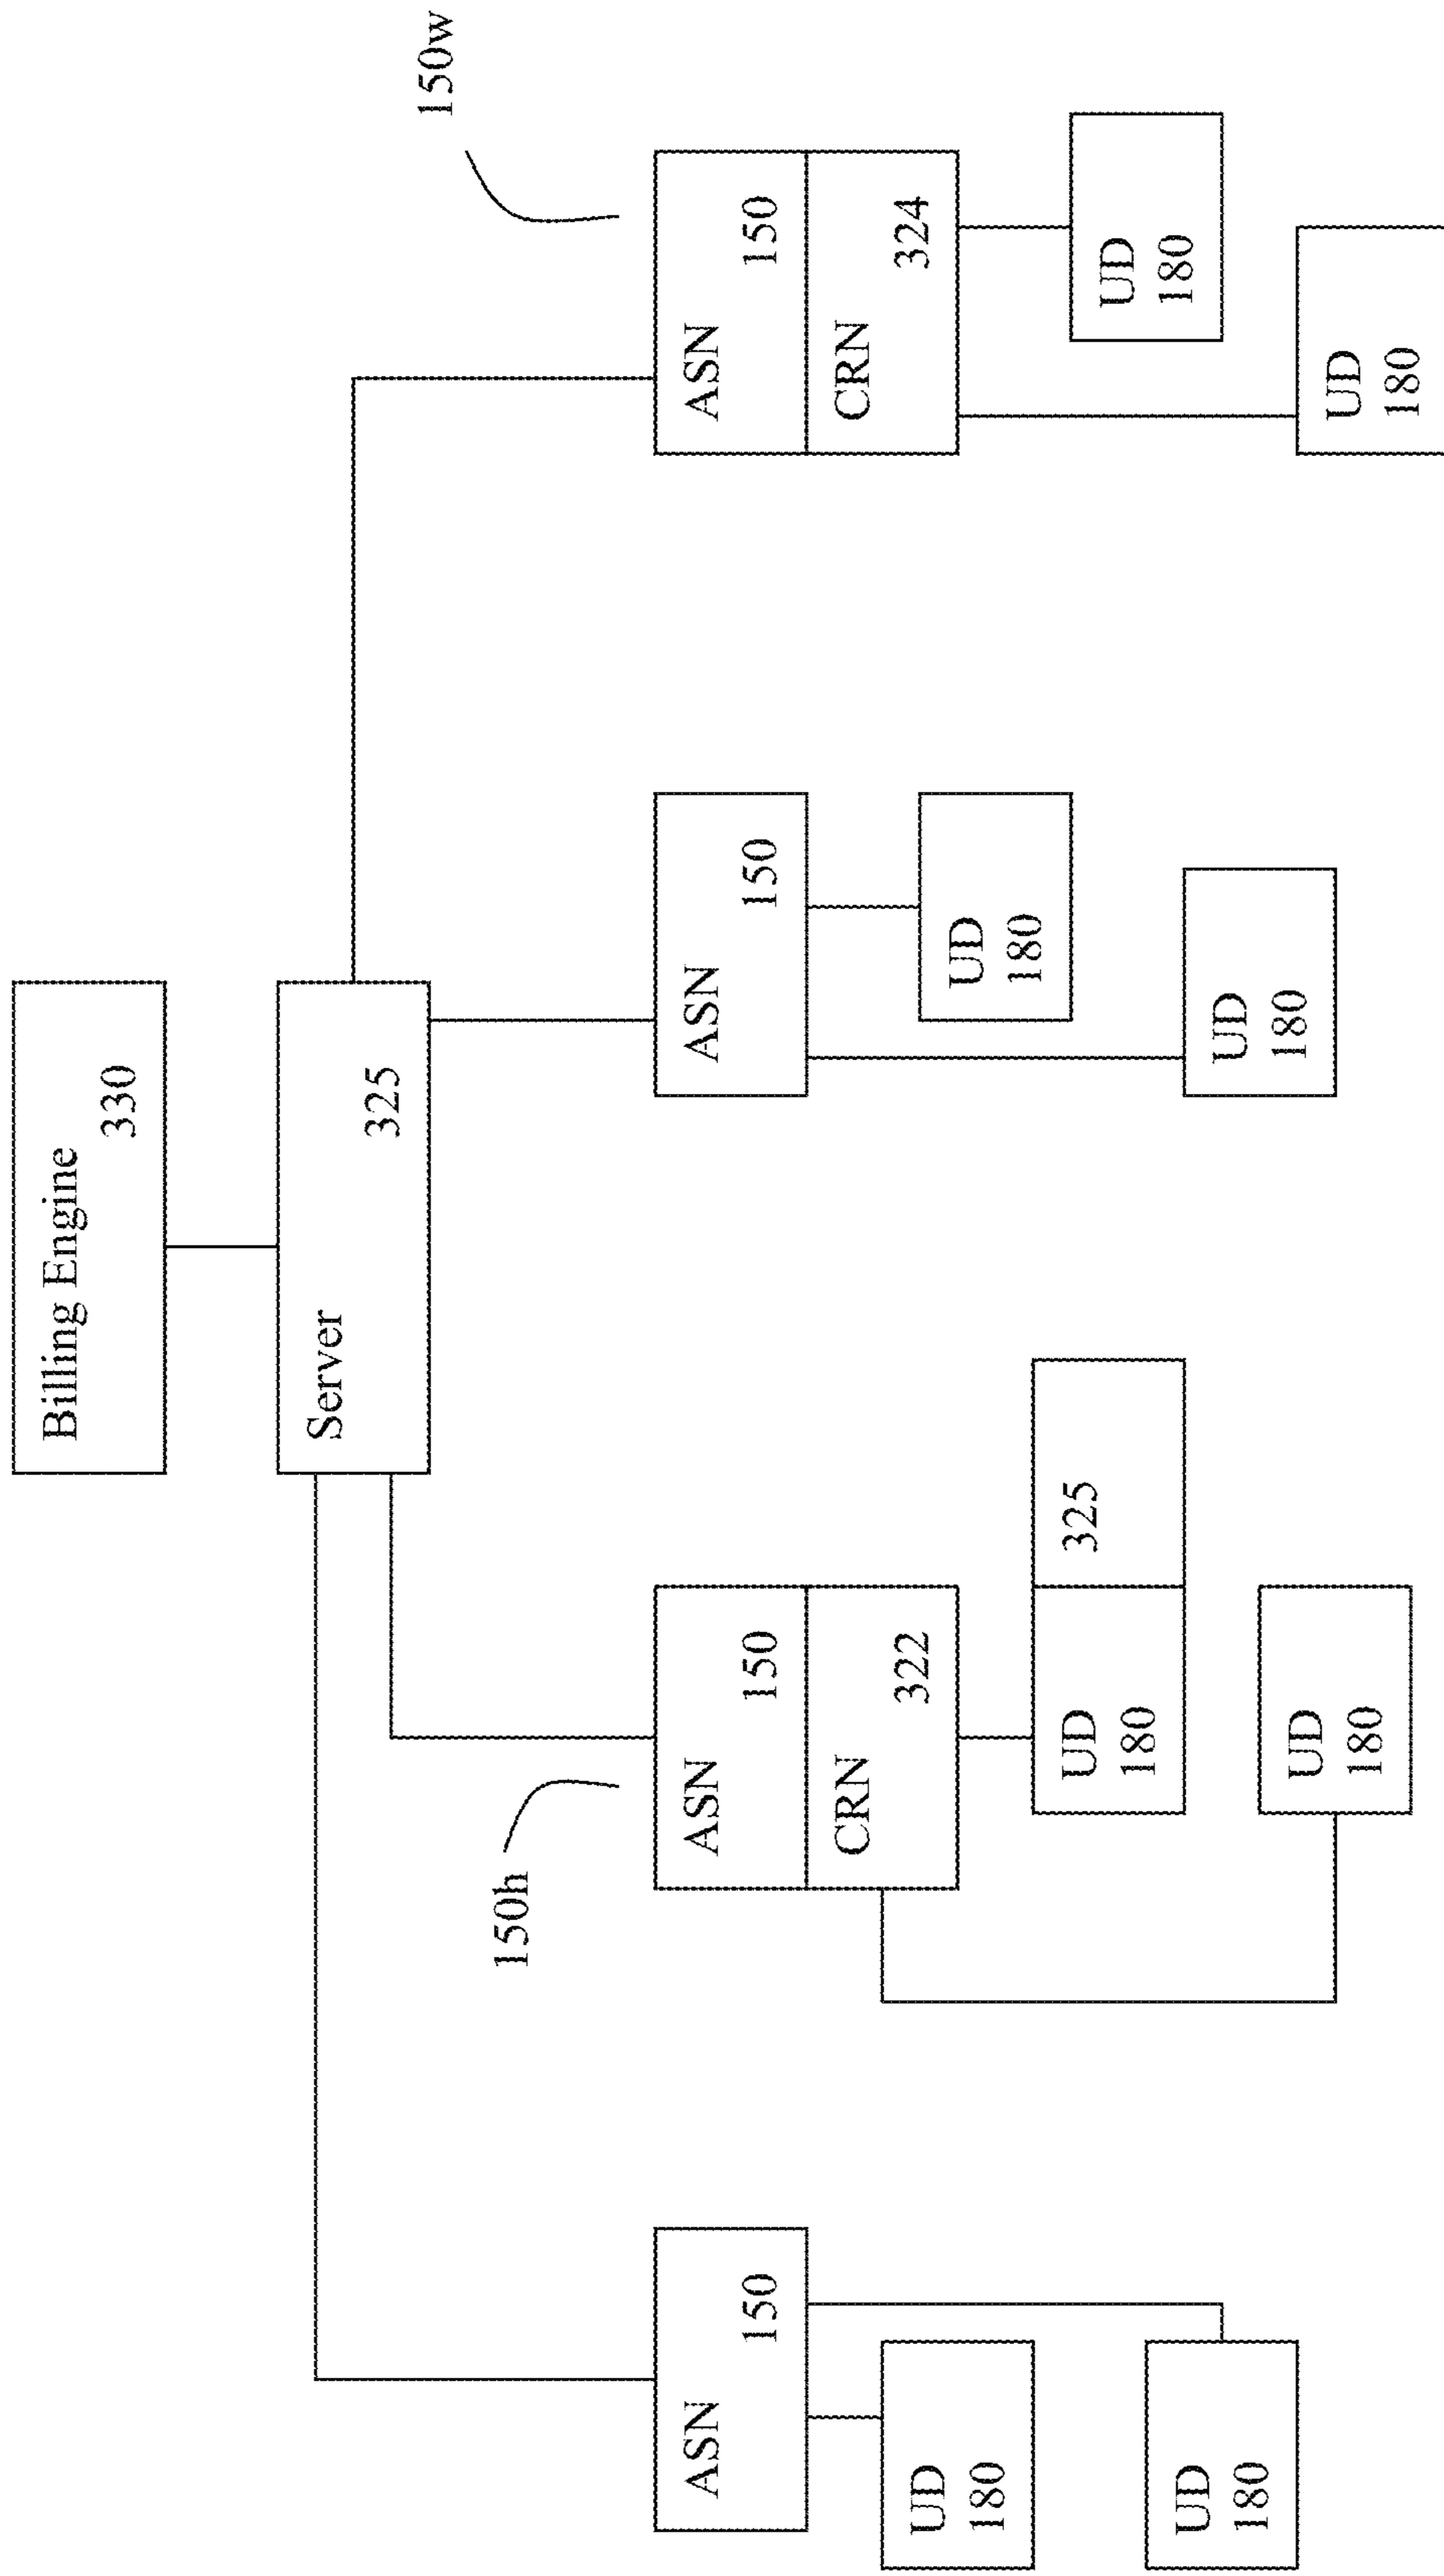 Billing Engine
330
Server
325
150h
150w
ASN
150
ASN
150
CRN
322
ASN
150
ASN
150
CRN
324
UD
180
UD
180
UD
180
325
UD
180
UD
180
UD
180
UD
180
UD
180